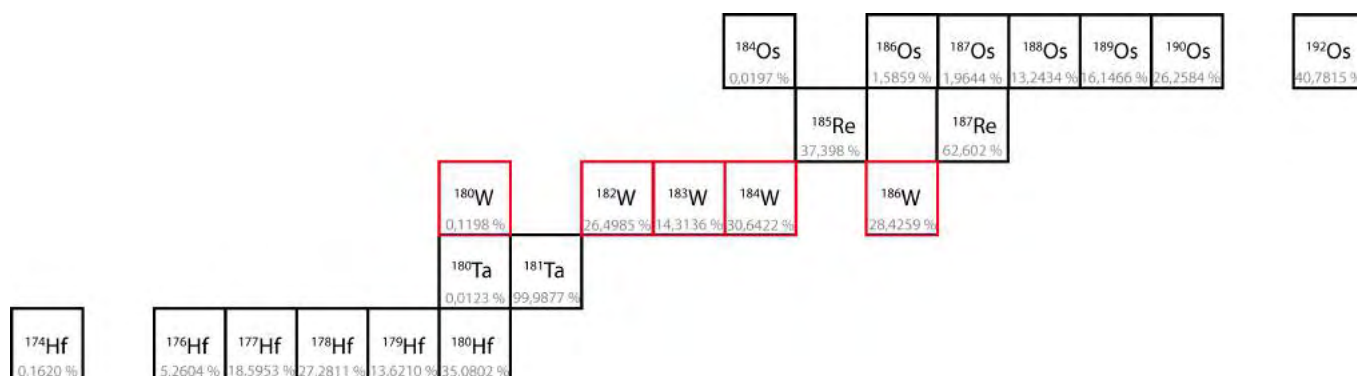 184Os 186Os 187Os 188Os 189Os 190Os 192Os
0,0197 % 1,5859 % 1,9644 % 13,2434 % 16,1466 % 26,2584 % 40,7815 %
185Re 187Re
37,398 % 62,602 %
180W 182W 183W 184W 186W
0,1198 % 26,4985 % 14,3136 % 30,6422 % 28,4259 %
180Ta 181Ta
0,0123 % 99,9877 %
174Hf 176Hf 177Hf 178Hf 179Hf 180Hf
0,1620 % 5,2604 % 18,5953 % 27,2811 % 13,6210 % 35,0802 %